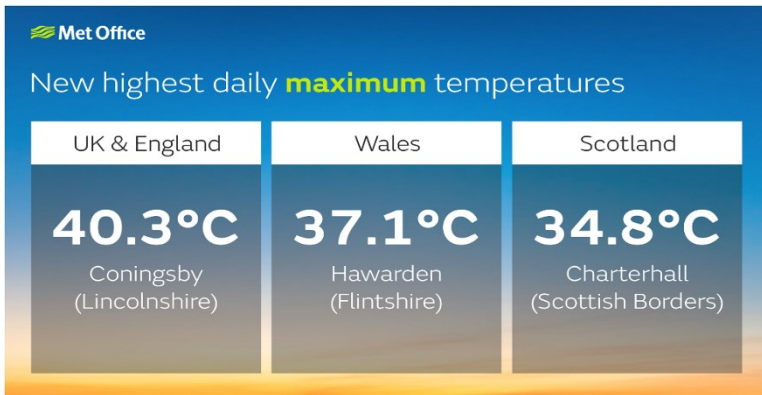 Met Office
New highest daily maximum temperatures
UK & England
40.3°C
Coningsby
(Lincolnshire)
Wales
37.1°C
Hawarden
(Flintshire)
Scotland
34.8°C
Charterhall
(Scottish Borders)